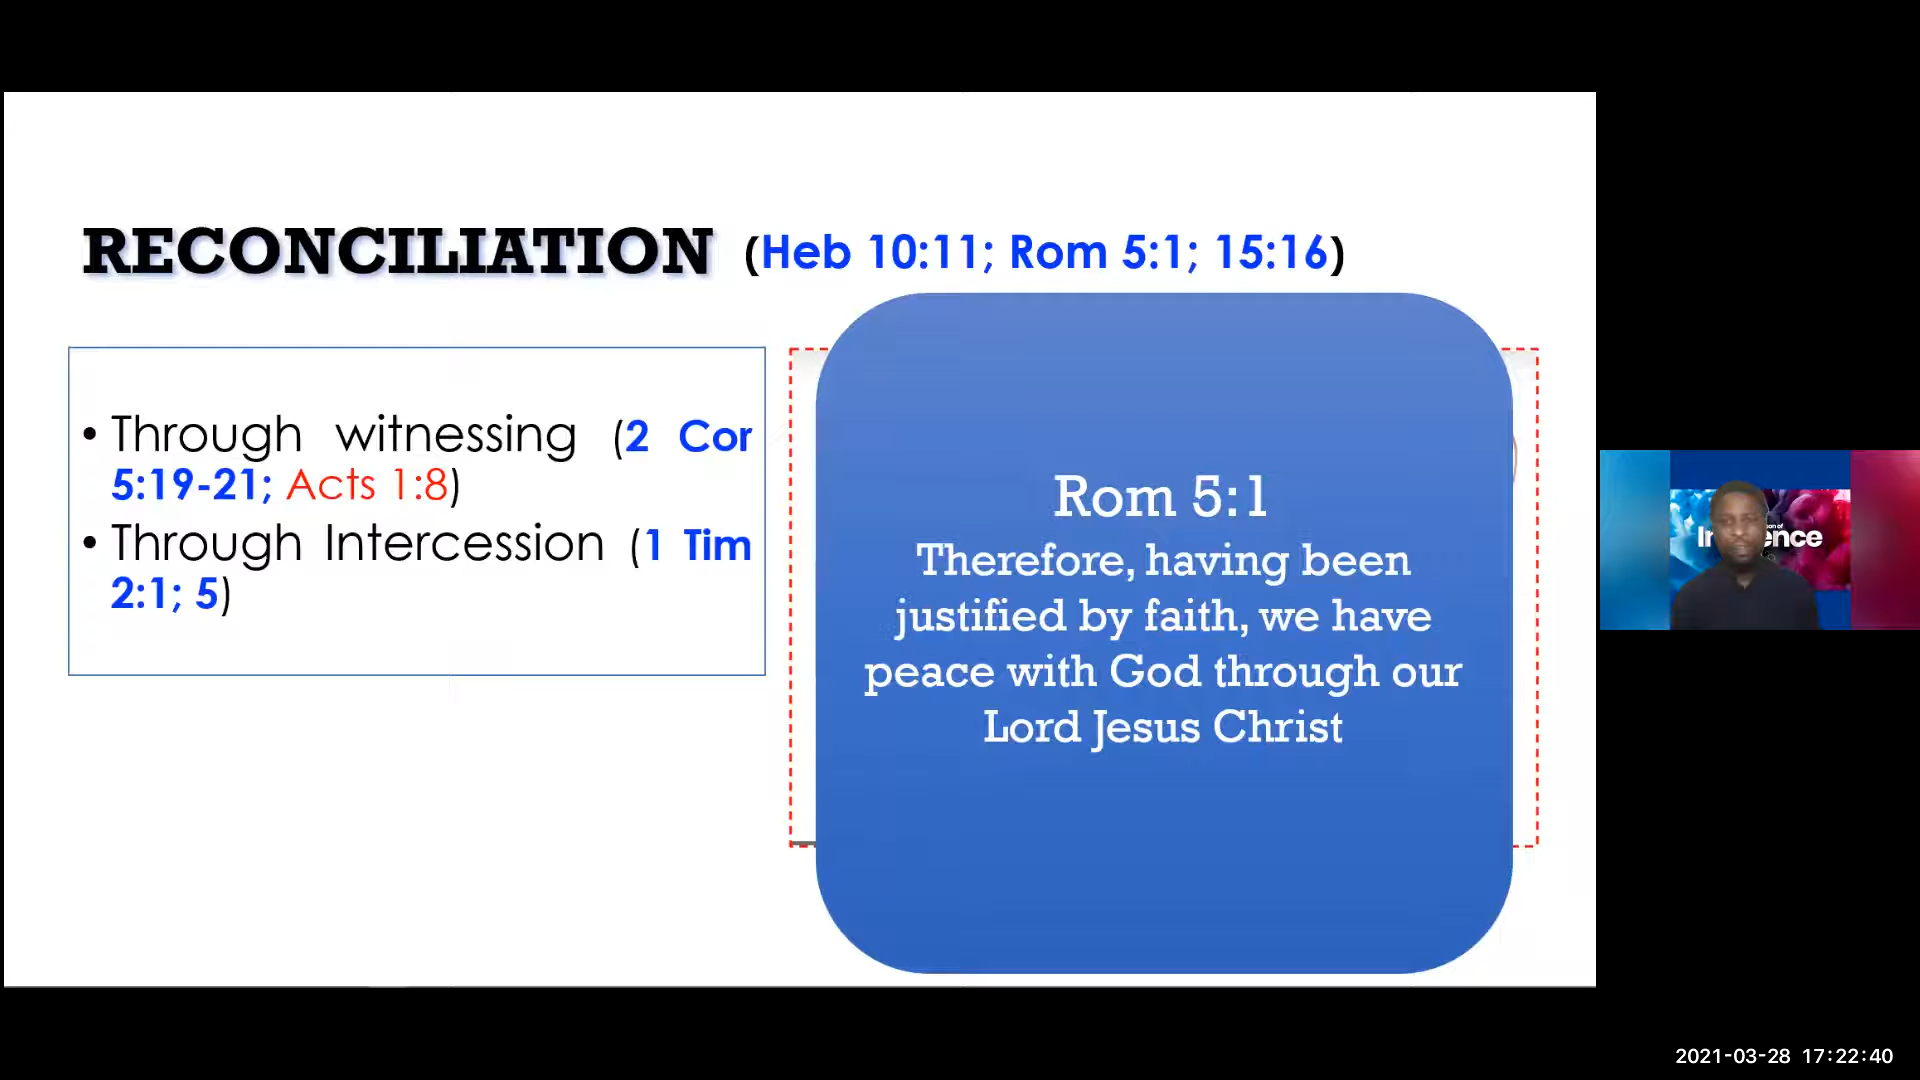 RECONCILIATION (Heb 10:11; Rom 5:1; 15:16)
• Through witnessing (2 Cor
5:19-21; Acts 1:8)
• Through Intercession (1 Tim
2:1; 5)
Rom 5:1
Therefore, having been
justified by faith, we have
peace with God through our
Lord Jesus Christ
2021-03-28 17:22:40